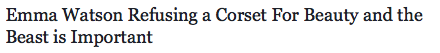 Emma Watson Refusing a Corset For Beauty and the
Beast is Important